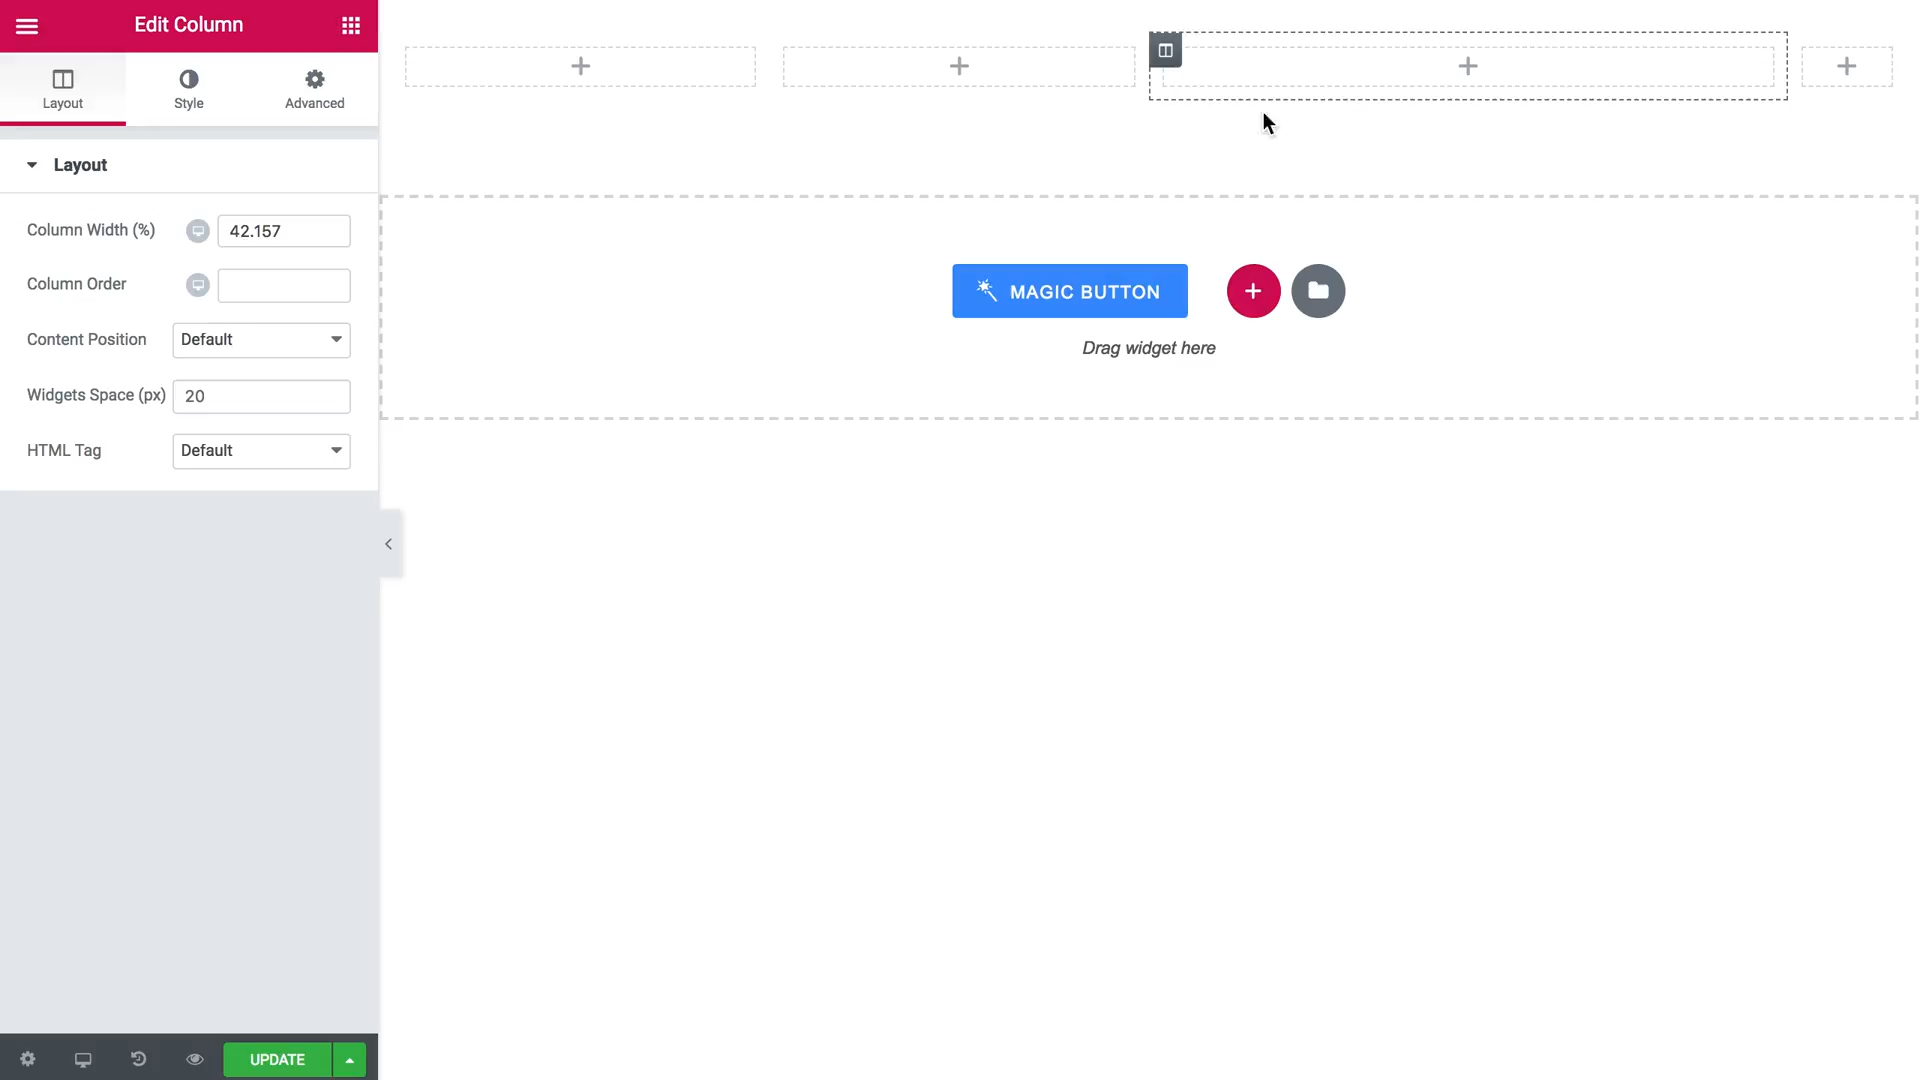 Edit Column
Layout
Style
Advanced
Layout
Column Width (%)
42.157
Column Order
Content Position
Default
Widgets Space (px)
20
HTML Tag
Default
UPDATE
MAGIC BUTTON
Drag widget here